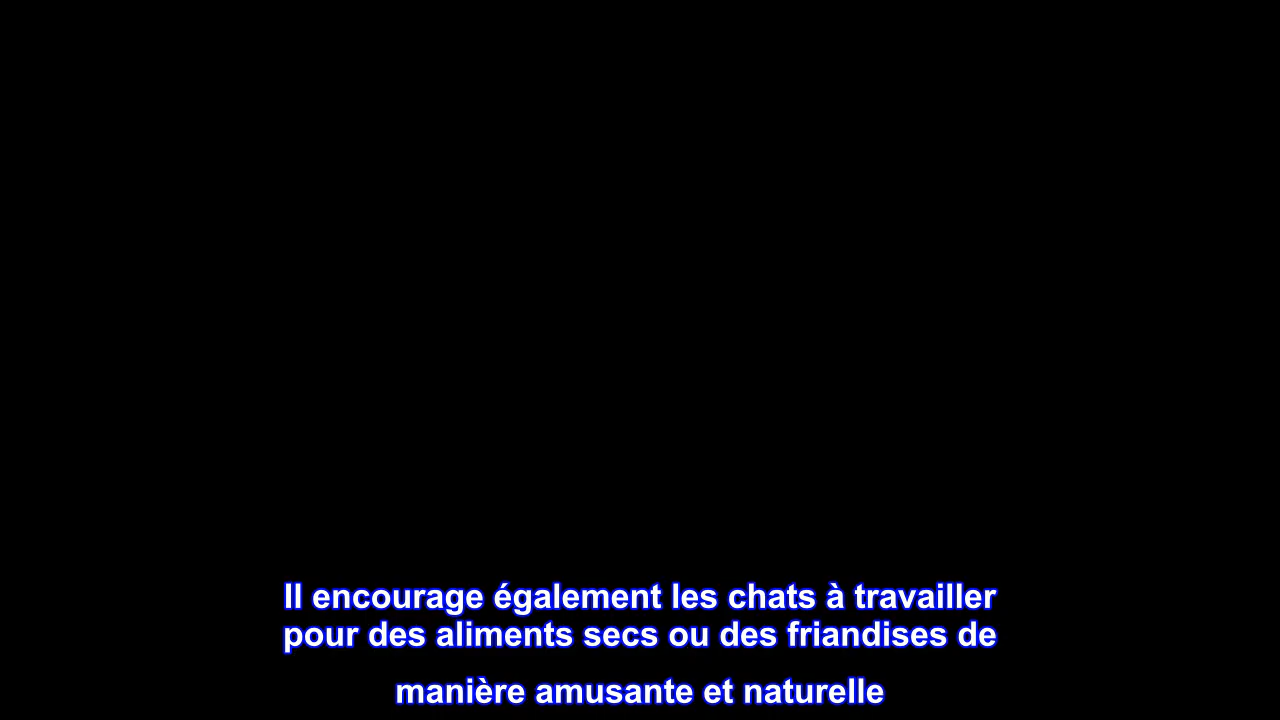 Il encourage également les chats à travailler
pour des aliments secs ou des friandises de
manière amusante et naturelle